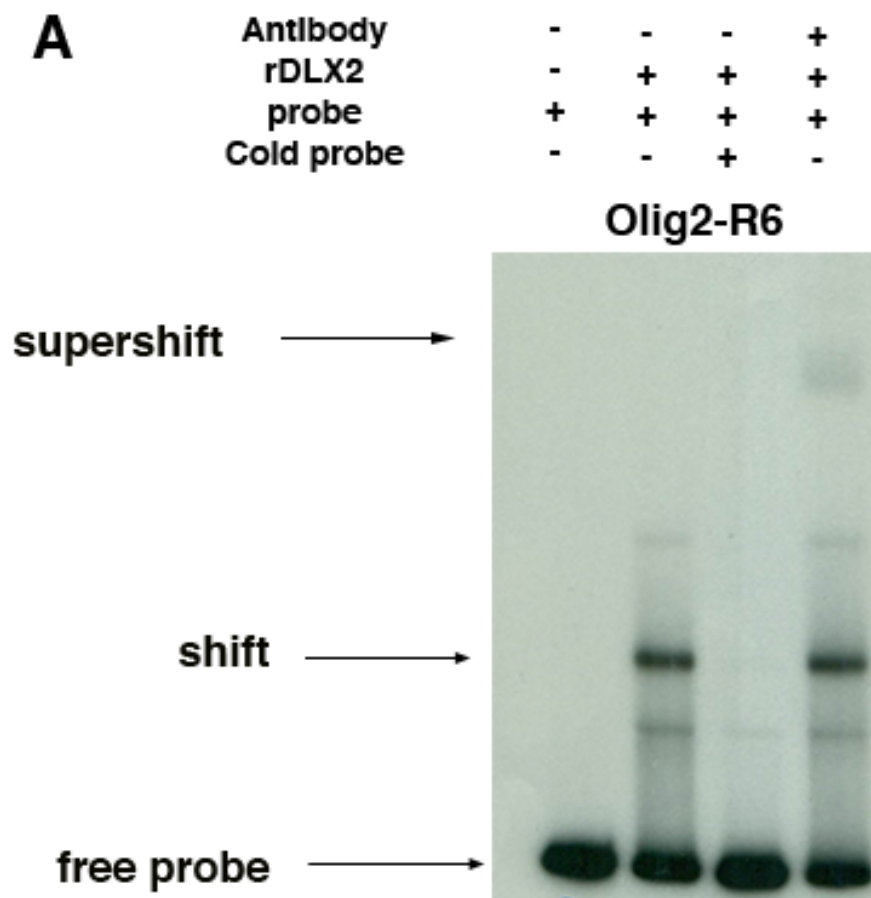 A
Antibody - - - +
rDLX2 - + + +
probe + + + +
Cold probe - - + -
Olig2-R6
supershift
shift
free probe